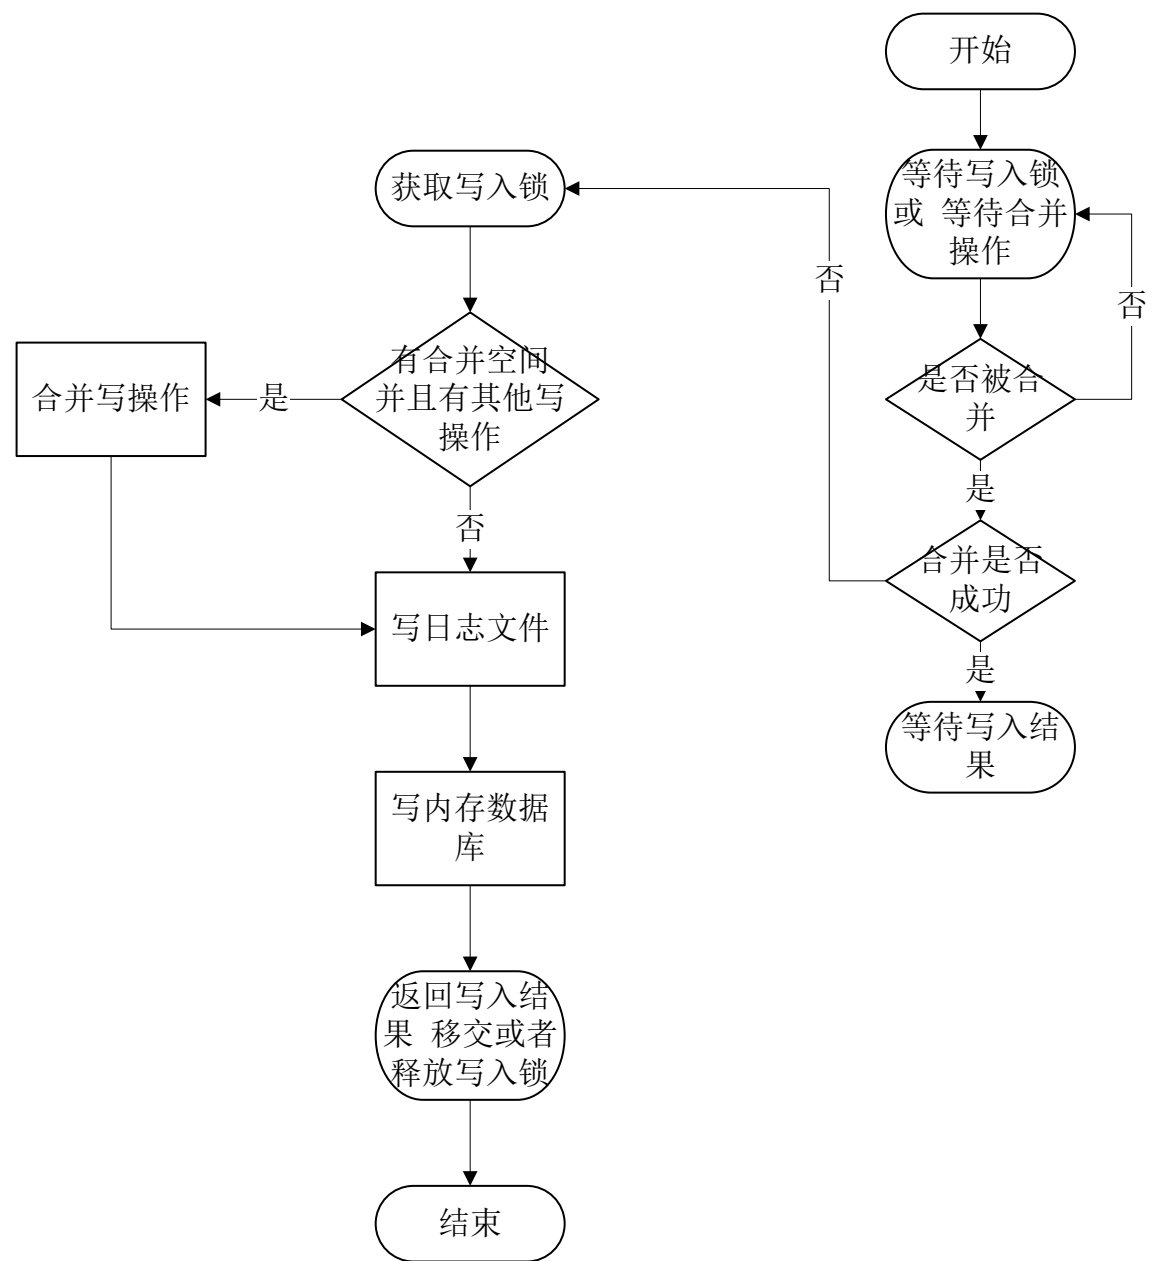 开始
等待写入锁
或 等待合并
操作
否
是否被合
并
是
合并是否
成功
否
是
等待写入结
果
获取写入锁
有合并空间
并且有其他写
操作
是
合并写操作
否
写日志文件
写内存数据
库
返回写入结
果 移交或者
释放写入锁
结束